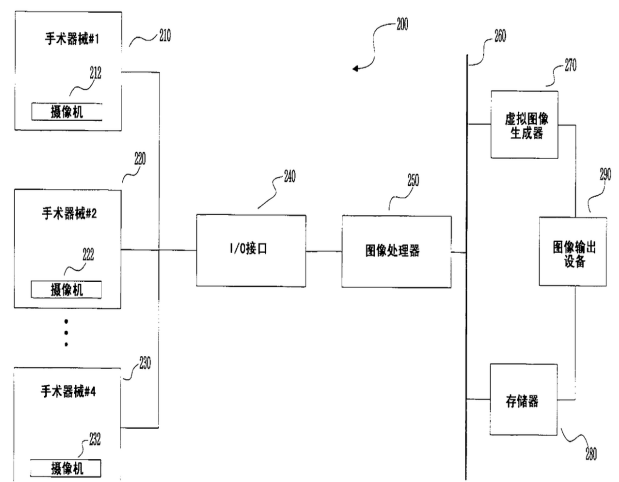 手术器械#1
210
212
摄像机
220
手术器械#2
222
摄像机
230
手术器械#4
232
摄像机
240
I/O接口
200
250
图像处理器
260
270
虚拟图像
生成器
290
图像输出
设备
存储器
280